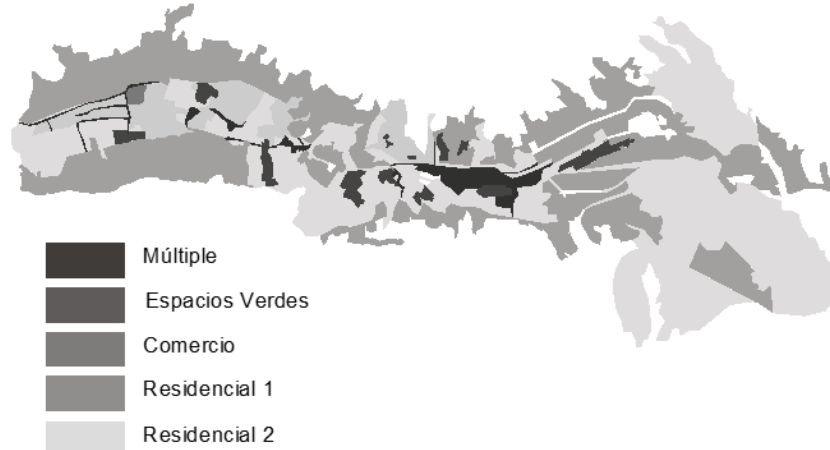 Múltiple
Espacios Verdes
Comercio
Residencial 1
Residencial 2